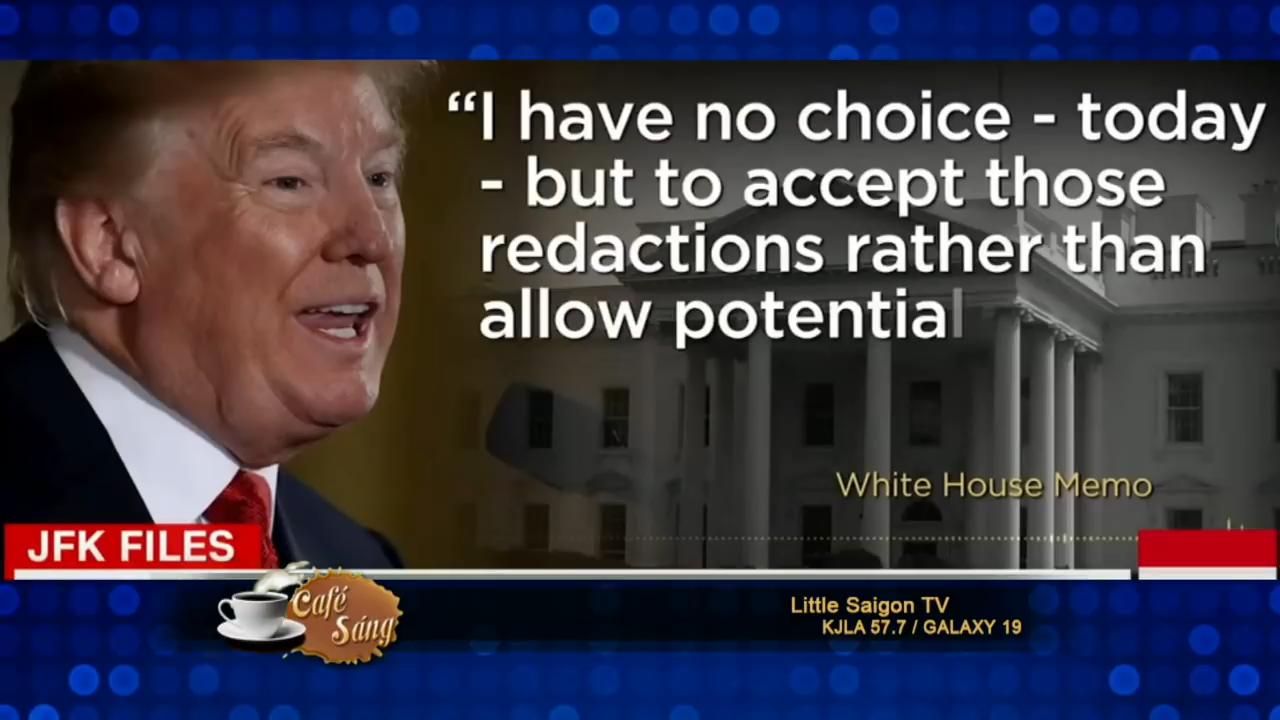 “I have no choice - today
- but to accept those
redactions rather than
allow potential
White House Memo
JFK FILES
Café
Sáng
Little Saigon TV
KJLA 57.7 / GALAXY 19